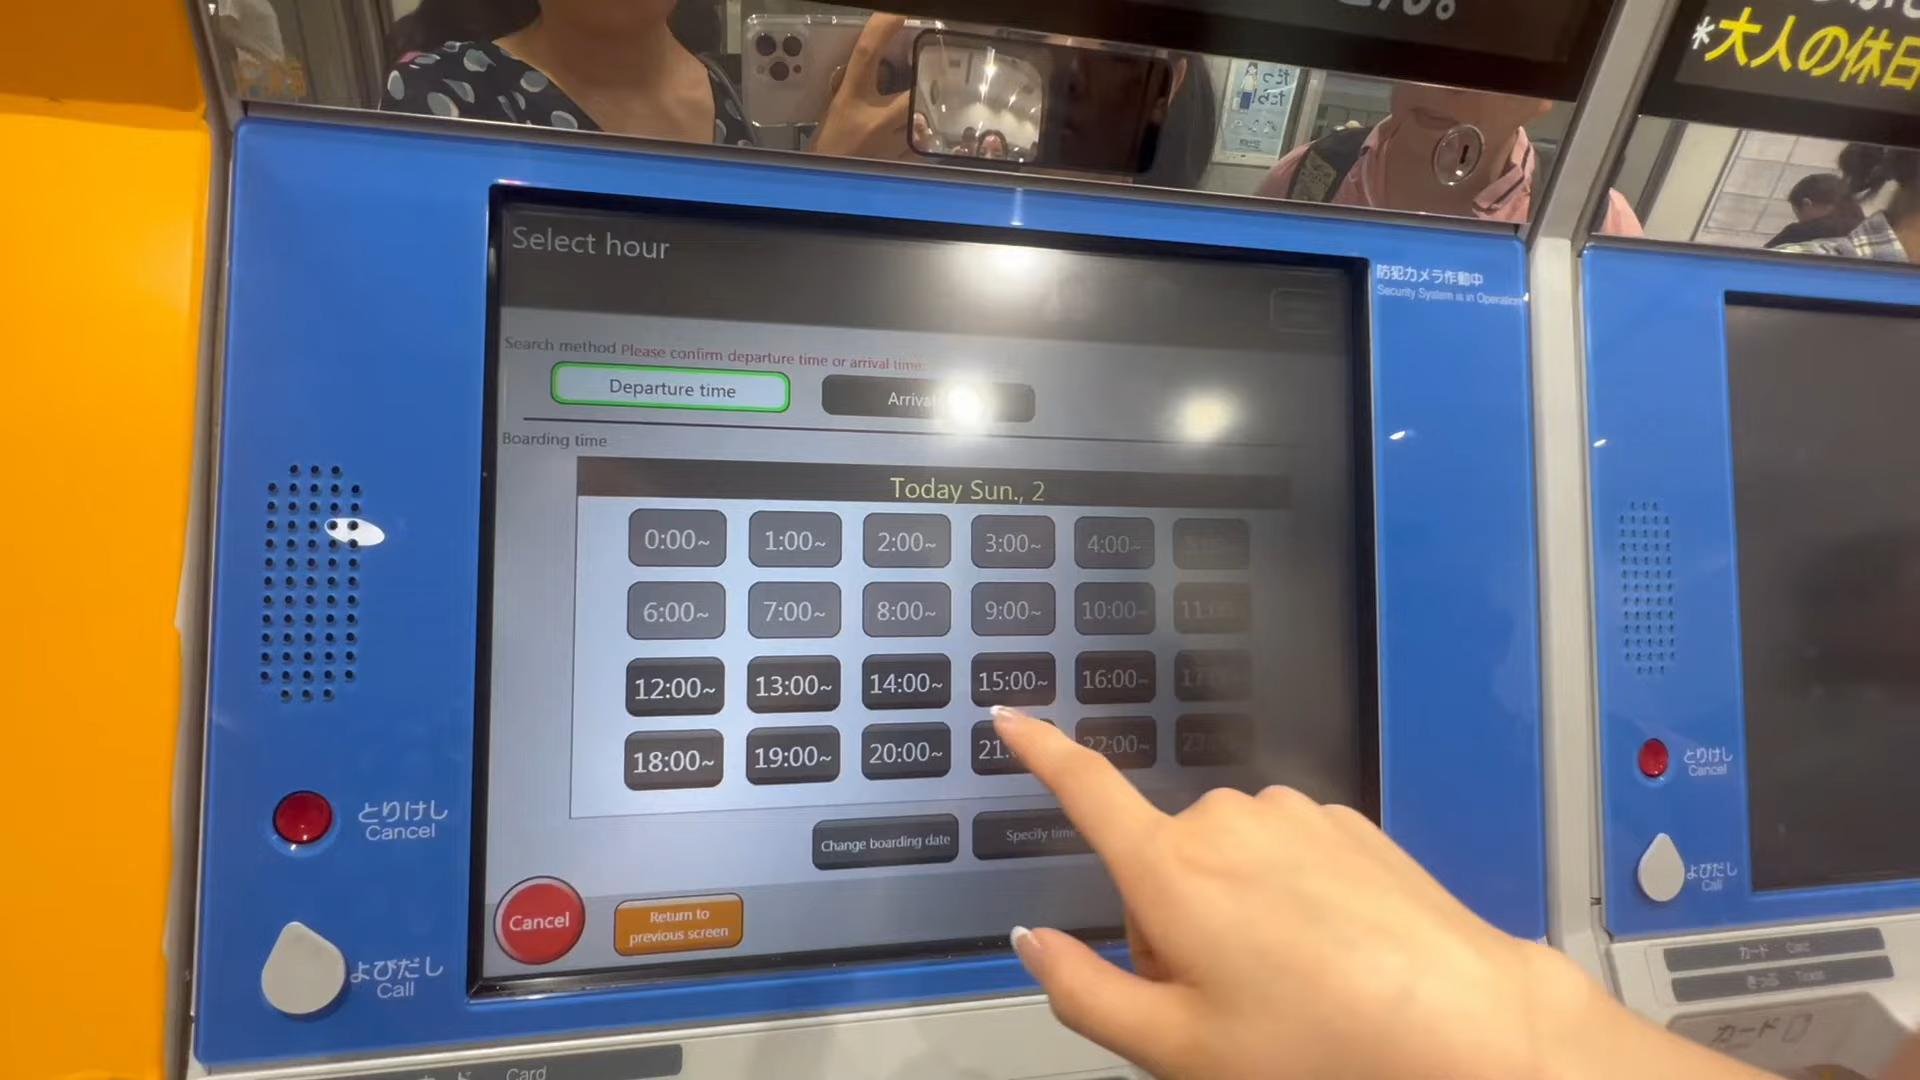 *大人の休日
Select hour
防犯カメラ作動中
Security System is in Operation
Search method Please confirm departure time or arrival time.
Departure time
Boarding time
Today Sun., 2
0:00~ 1:00~ 2:00~ 3:00~ 4:00~
6:00~ 7:00~ 8:00~ 9:00~ 10:00~ 11:00~
12:00~ 13:00~ 14:00~ 15:00~ 16:00~
18:00~ 19:00~ 20:00~ 22:00~
Change boarding date Specify time
Cancel
Return to
previous screen
とりけし
Cancel
よびだし
Call
Card
とりけし
Cancel
よびだし
Call
カード Card
きっぷ Ticket
カード